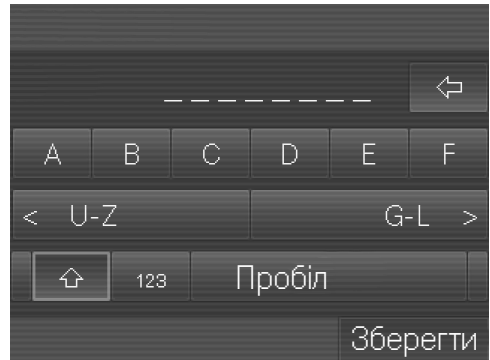 _ _ _ _ _ _ _ _ _
A B C D E F
< U-Z G-L >
123 Пробіл
Зберегти